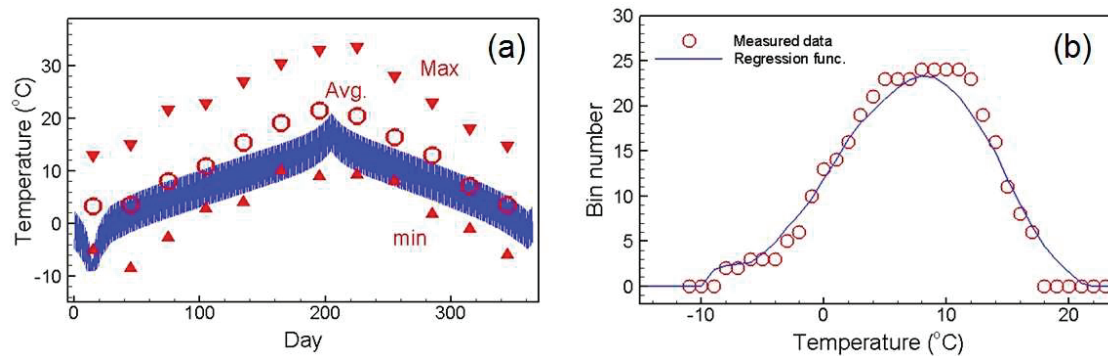 (a)
Max
Avg.
min
30
20
10
0
-10
Temperature (°C)
0
100
200
300
Day
(b)
Measured data
Regression func.
30
25
20
15
10
5
0
Bin number
-10
0
10
20
Temperature (°C)